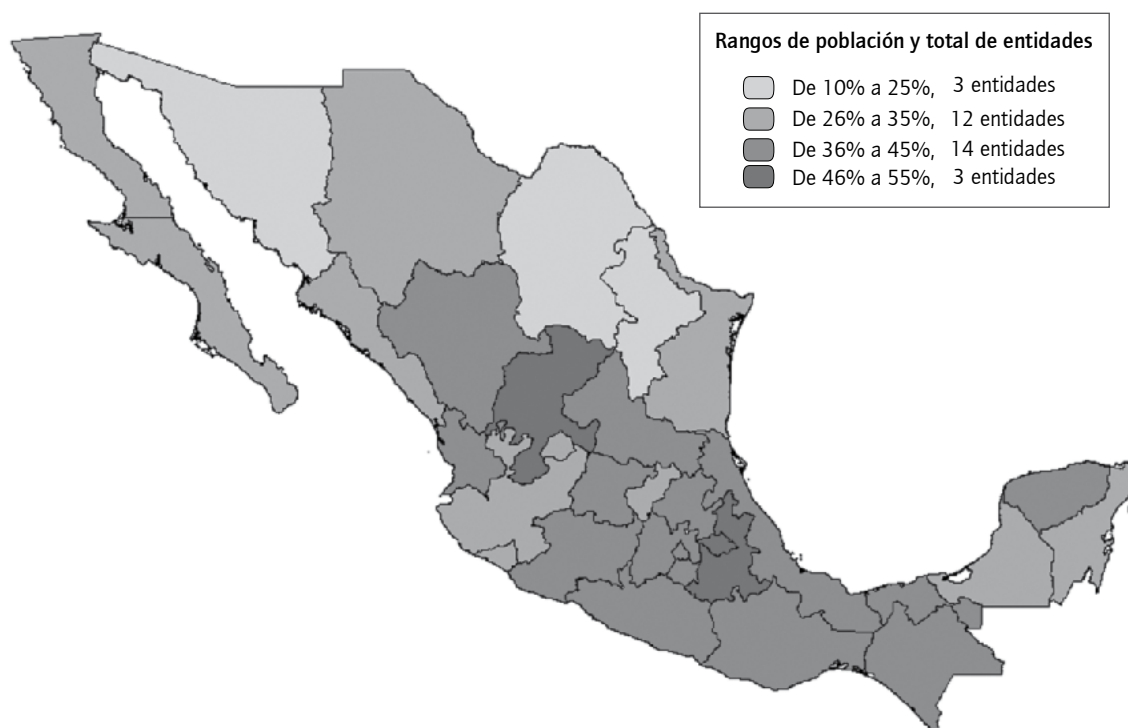 Rangos de población y total de entidades
De 10% a 25%, 3 entidades
De 26% a 35%, 12 entidades
De 36% a 45%, 14 entidades
De 46% a 55%, 3 entidades